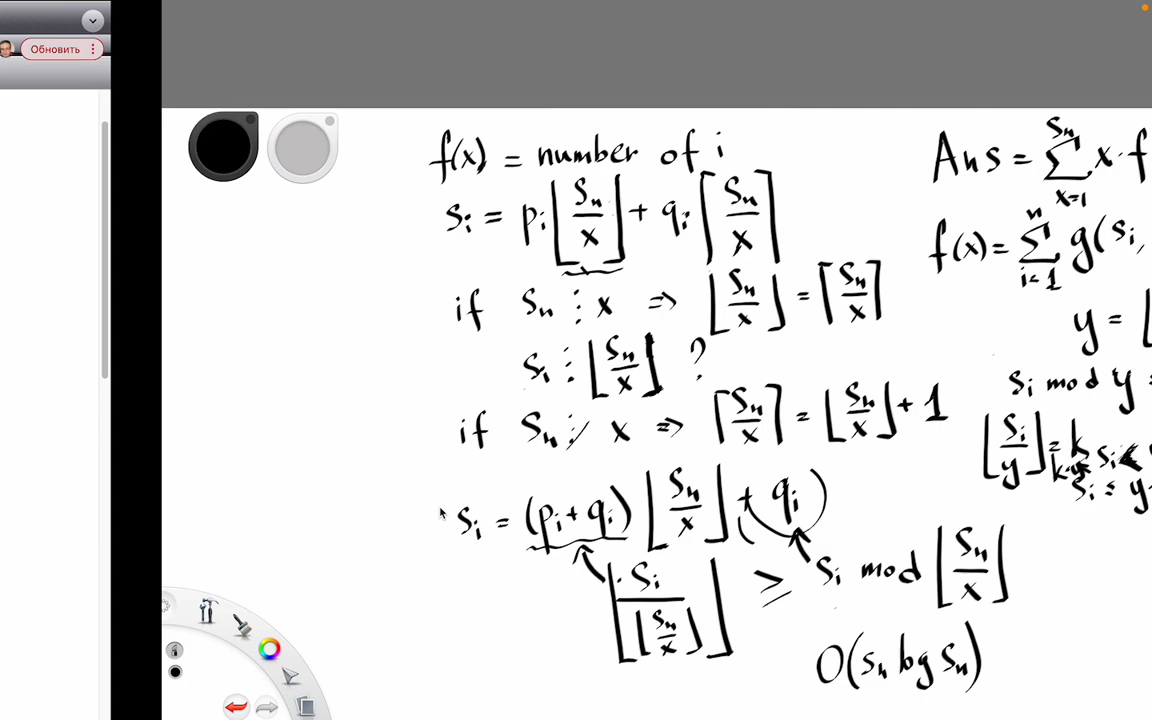 Обновить
f(x) = number of i
s_i = p_i ⌊s_n/x⌋ + q_i ⌈s_n/x⌉
if s_n ⋮ x ⇒ ⌊s_n/x⌋ = ⌈s_n/x⌉
s_i ⋮ ⌊s_n/x⌋ ?
if s_n ⋮̸ x ⇒ ⌈s_n/x⌉ = ⌊s_n/x⌋ + 1
s_i = (p_i + q_i) ⌊s_n/x⌋ + q_i
⌊s_i/⌊s_n/x⌋⌋ ≥ s_i mod ⌊s_n/x⌋
O(s_n log s_n)
Ans = ∑_{x=1}^{s_n} x · f
f(x) = ∑_{i=1}^{n} g(s_i,
y = ⌊
s_i mod y =
⌊s_i/y⌋ = k